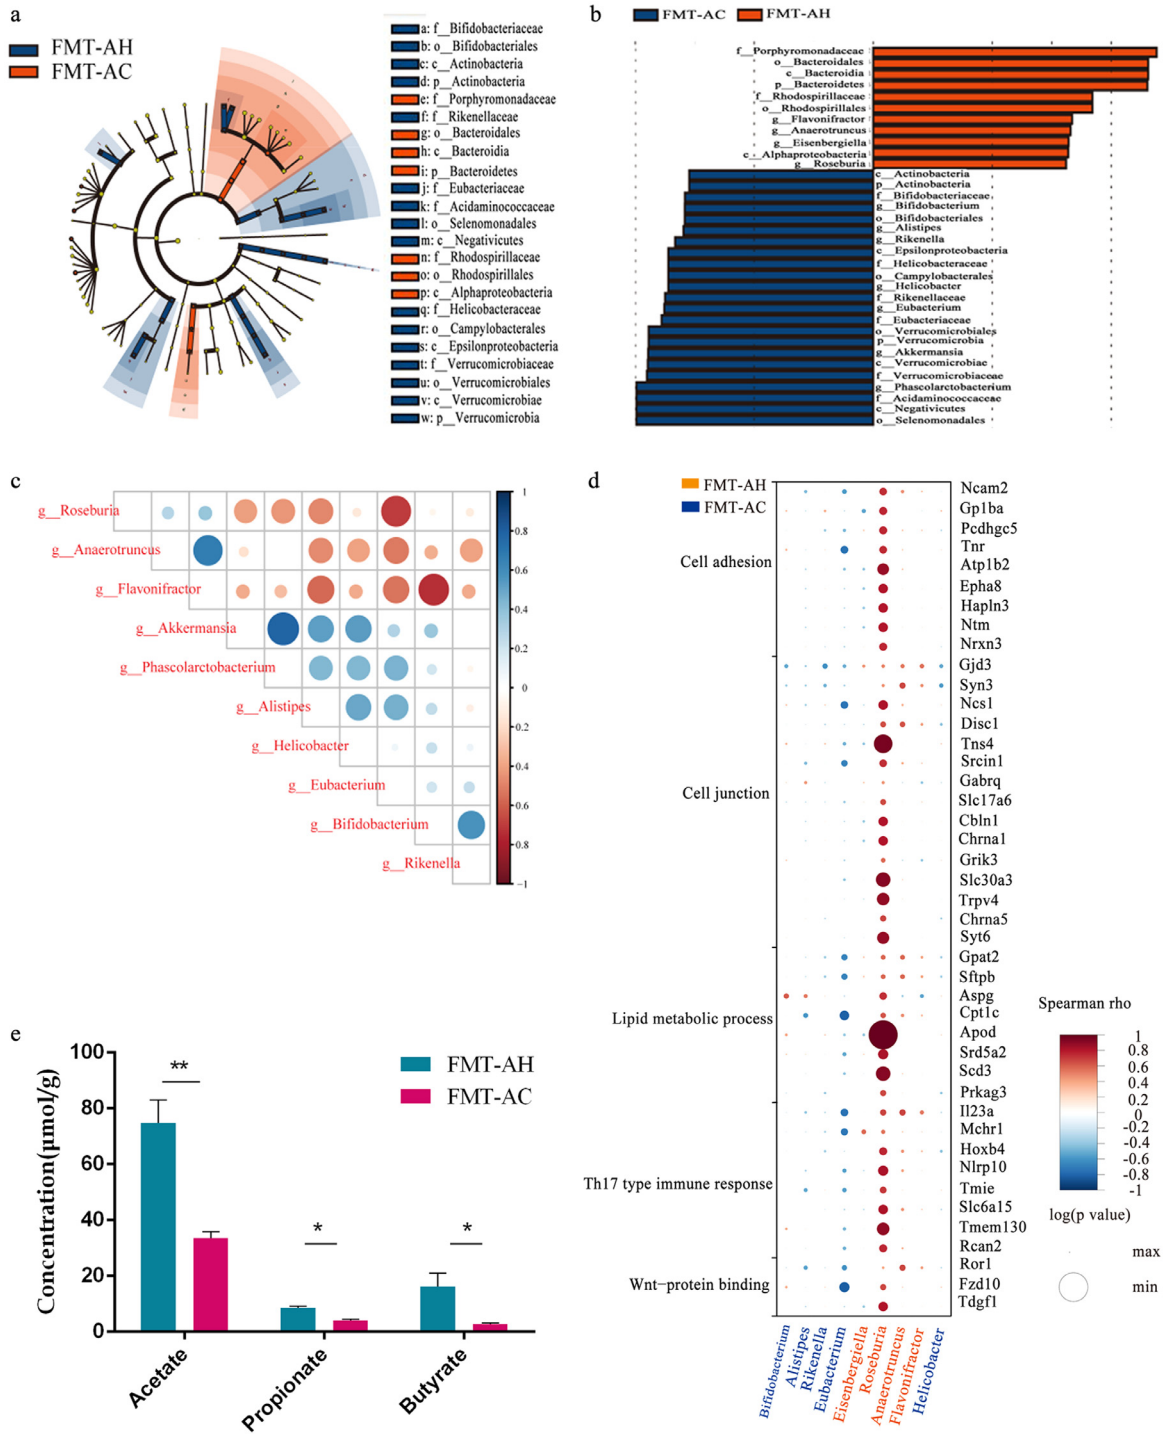 a
FMT-AH
FMT-AC
a: f__Bifidobacteriaceae
b: o__Bifidobacteriales
c: c__Actinobacteria
d: p__Actinobacteria
e: f__Porphyromonadaceae
f: f__Rikenellaceae
g: o__Bacteroidales
h: c__Bacteroidia
i: p__Bacteroidetes
j: f__Eubacteriaceae
k: f__Acidaminococcaceae
l: o__Selenomonadales
m: c__Negativicutes
n: f__Rhodospirillaceae
o: o__Rhodospirillales
p: c__Alphaproteobacteria
q: f__Helicobacteraceae
r: o__Campylobacterales
s: c__Epsilonproteobacteria
t: f__Verrucomicrobiaceae
u: o__Verrucomicrobiales
v: c__Verrucomicrobiae
w: p__Verrucomicrobia
b
FMT-AC FMT-AH
f__Porphyromonadaceae
o__Bacteroidales
c__Bacteroidia
p__Bacteroidetes
f__Rhodospirillaceae
o__Rhodospirillales
g__Flavonifractor
g__Anaerotruncus
g__Eisenbergiella
c__Alphaproteobacteria
g__Roseburia
c__Actinobacteria
p__Actinobacteria
f__Bifidobacteriaceae
g__Bifidobacterium
o__Bifidobacteriales
g__Alistipes
g__Rikenella
c__Epsilonproteobacteria
f__Helicobacteraceae
o__Campylobacterales
g__Helicobacter
f__Rikenellaceae
g__Eubacterium
f__Eubacteriaceae
o__Verrucomicrobiales
p__Verrucomicrobia
g__Akkermansia
c__Verrucomicrobiae
f__Verrucomicrobiaceae
g__Phascolarctobacterium
f__Acidaminococcaceae
c__Negativicutes
o__Selenomonadales
c
g__Roseburia
g__Anaerotruncus
g__Flavonifractor
g__Akkermansia
g__Phascolarctobacterium
g__Alistipes
g__Helicobacter
g__Eubacterium
g__Bifidobacterium
g__Rikenella
1
0.8
0.6
0.4
0.2
0
-0.2
0.4
0.6
0.8
-1
d
FMT-AH
FMT-AC
Cell adhesion
Cell junction
Lipid metabolic process
Th17 type immune response
Wnt-protein binding
Ncam2
Gp1ba
Pcdhgc5
Tnr
Atp1b2
Epha8
Hapln3
Ntm
Nrxn3
Gjd3
Syn3
Ncs1
Disc1
Tns4
Srcin1
Gabrq
Slc17a6
Cbln1
Chrna1
Grik3
Slc30a3
Trpv4
Chrna5
Syt6
Gpat2
Sftpb
Aspg
Cpt1c
Apod
Srd5a2
Scd3
Prkag3
Il23a
Mchr1
Hoxb4
Nlrp10
Tmie
Slc6a15
Tmem130
Rcan2
Ror1
Fzd10
Tdgf1
Bifidobacterium
Alistipes
Rikenella
Eubacterium
Eisenbergiella
Roseburia
Anaerotruncus
Flavonifractor
Helicobacter
Spearman rho
1
0.8
0.6
0.4
0.2
0
-0.2
-0.4
-0.6
-0.8
-1
log(p value)
max
min
e
Concentration(μmol/g)
100
80
60
40
20
0
**
*
*
FMT-AH
FMT-AC
Acetate
Propionate
Butyrate